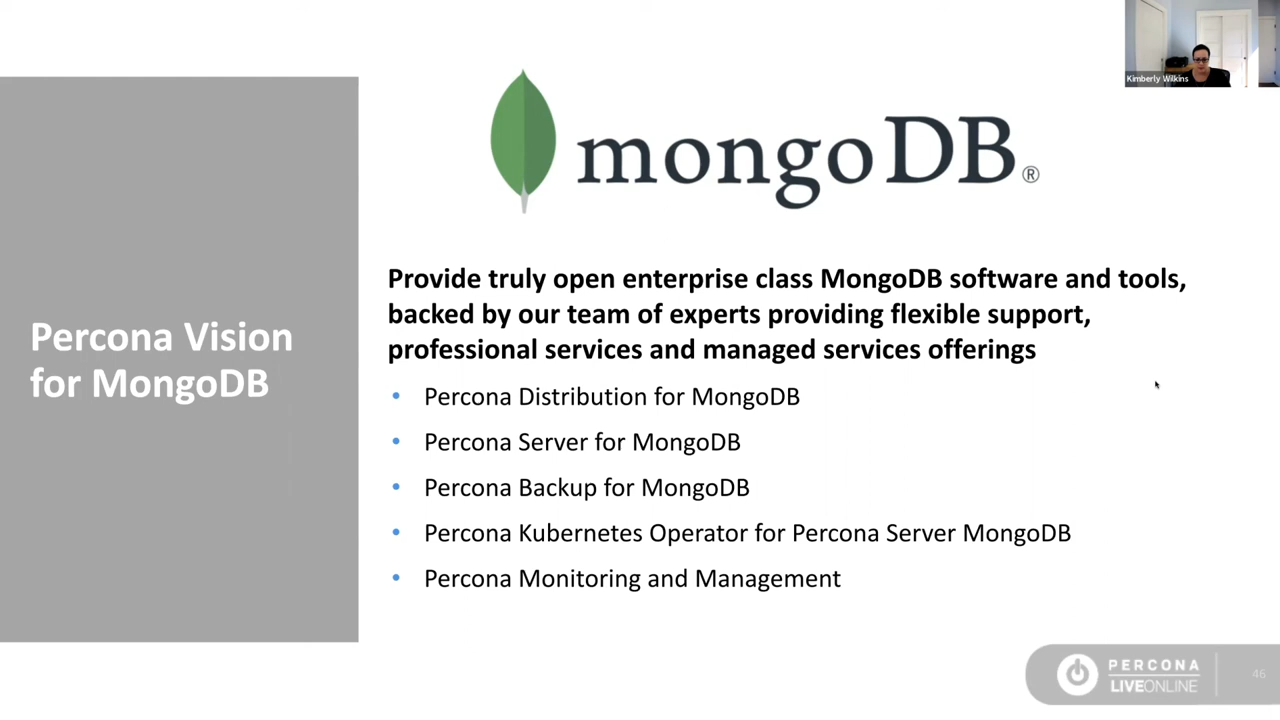 Kimberly Wilkins
mongoDB®
Percona Vision
for MongoDB
Provide truly open enterprise class MongoDB software and tools,
backed by our team of experts providing flexible support,
professional services and managed services offerings
• Percona Distribution for MongoDB
• Percona Server for MongoDB
• Percona Backup for MongoDB
• Percona Kubernetes Operator for Percona Server MongoDB
• Percona Monitoring and Management
PERCONA
LIVEONLINE
46